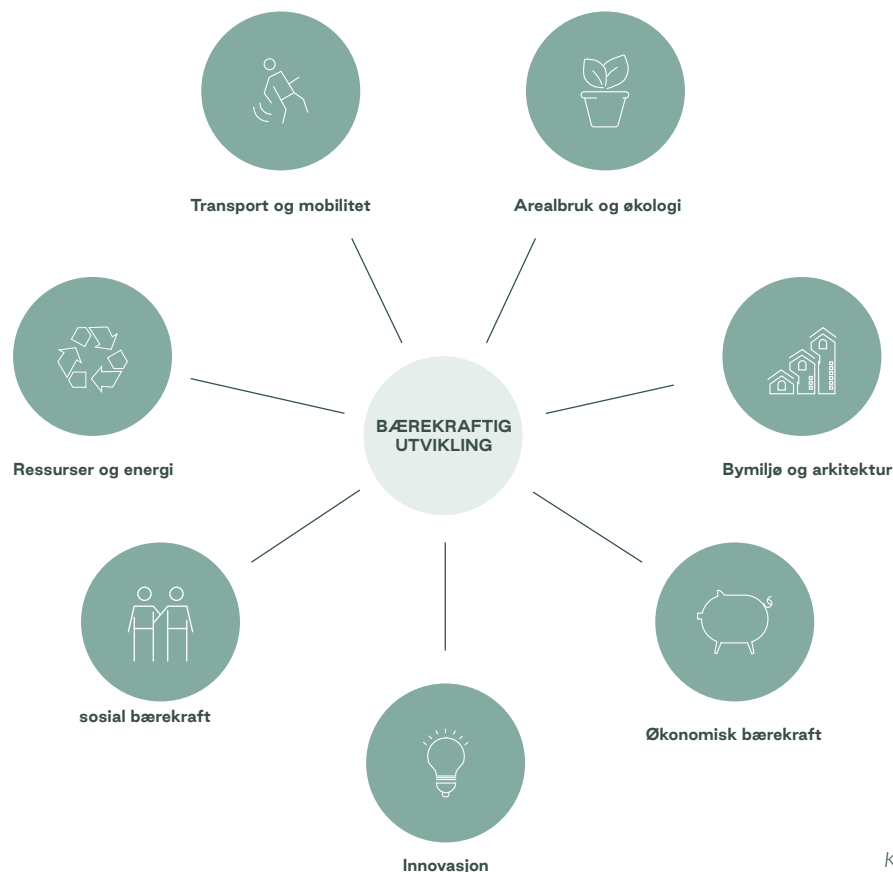 Transport og mobilitet
Arealbruk og økologi
BÆREKRAFTIG
UTVIKLING
Ressurser og energi
Bymiljø og arkitektur
sosial bærekraft
Økonomisk bærekraft
Innovasjon
K